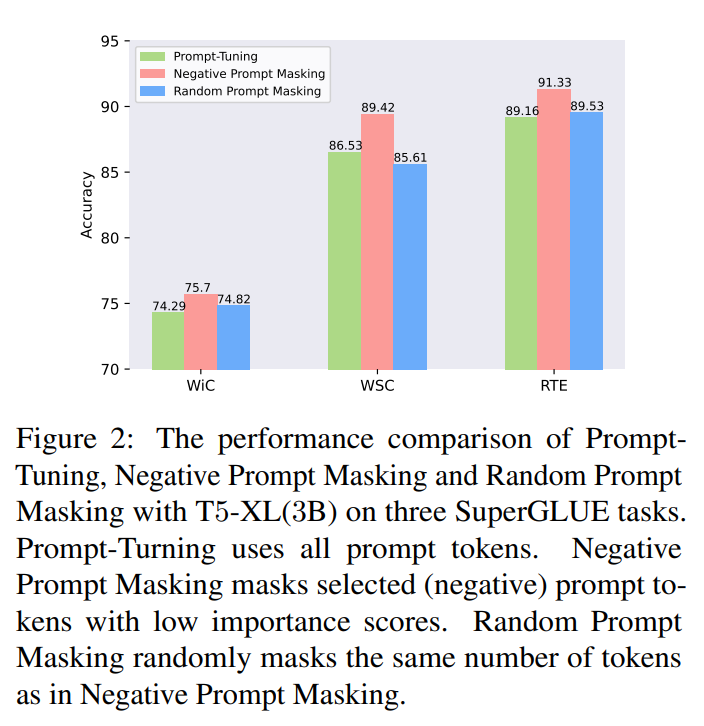 95
90
85
80
75
70
Accuracy
Prompt-Tuning
Negative Prompt Masking
Random Prompt Masking
74.29
75.7
74.82
86.53
89.42
85.61
89.16
91.33
89.53
WiC
WSC
RTE
Figure 2: The performance comparison of Prompt-
Tuning, Negative Prompt Masking and Random Prompt
Masking with T5-XL(3B) on three SuperGLUE tasks.
Prompt-Turning uses all prompt tokens. Negative
Prompt Masking masks selected (negative) prompt to-
kens with low importance scores. Random Prompt
Masking randomly masks the same number of tokens
as in Negative Prompt Masking.